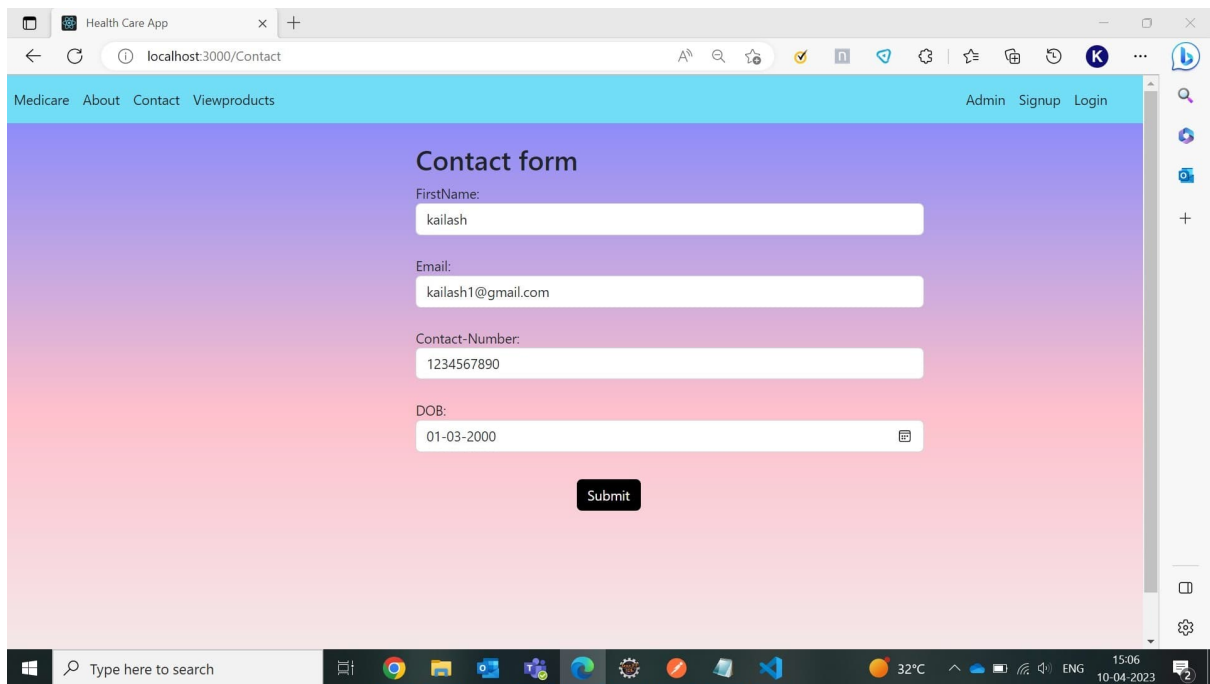 Health Care App
localhost:3000/Contact
K
Medicare About Contact Viewproducts Admin Signup Login
Contact form
FirstName:
kailash
Email:
kailash1@gmail.com
Contact-Number:
1234567890
DOB:
01-03-2000
Submit
Type here to search
32°C ENG 15:06
10-04-2023
2